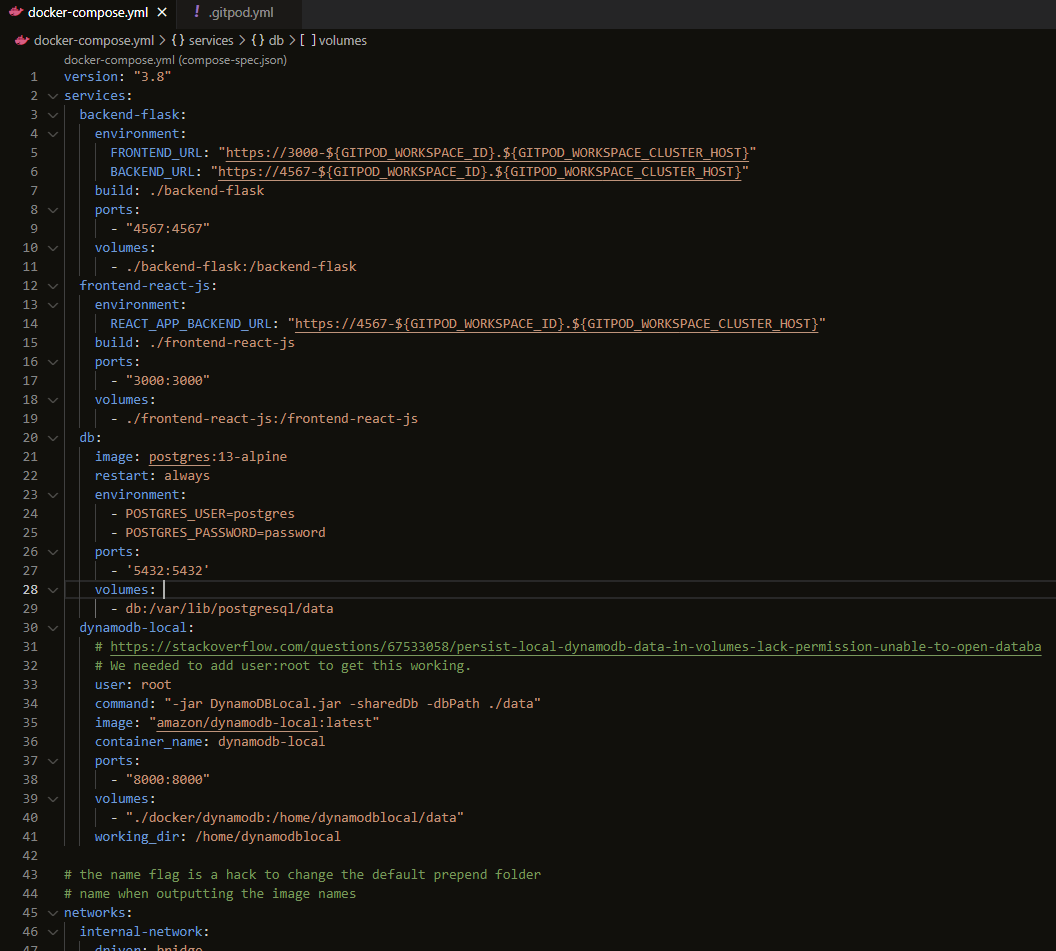 docker-compose.yml × ! .gitpod.yml
docker-compose.yml > {} services > {} db > [ ] volumes
docker-compose.yml (compose-spec.json)
1 version: "3.8"
2 services:
3   backend-flask:
4     environment:
5       FRONTEND_URL: "https://3000-${GITPOD_WORKSPACE_ID}.${GITPOD_WORKSPACE_CLUSTER_HOST}"
6       BACKEND_URL: "https://4567-${GITPOD_WORKSPACE_ID}.${GITPOD_WORKSPACE_CLUSTER_HOST}"
7     build: ./backend-flask
8     ports:
9       - "4567:4567"
10     volumes:
11       - ./backend-flask:/backend-flask
12   frontend-react-js:
13     environment:
14       REACT_APP_BACKEND_URL: "https://4567-${GITPOD_WORKSPACE_ID}.${GITPOD_WORKSPACE_CLUSTER_HOST}"
15     build: ./frontend-react-js
16     ports:
17       - "3000:3000"
18     volumes:
19       - ./frontend-react-js:/frontend-react-js
20   db:
21     image: postgres:13-alpine
22     restart: always
23     environment:
24       - POSTGRES_USER=postgres
25       - POSTGRES_PASSWORD=password
26     ports:
27       - '5432:5432'
28     volumes:
29       - db:/var/lib/postgresql/data
30   dynamodb-local:
31     # https://stackoverflow.com/questions/67533058/persist-local-dynamodb-data-in-volumes-lack-permission-unable-to-open-databa
32     # We needed to add user:root to get this working.
33     user: root
34     command: "-jar DynamoDBLocal.jar -sharedDb -dbPath ./data"
35     image: "amazon/dynamodb-local:latest"
36     container_name: dynamodb-local
37     ports:
38       - "8000:8000"
39     volumes:
40       - "./docker/dynamodb:/home/dynamodblocal/data"
41     working_dir: /home/dynamodblocal
42
43 # the name flag is a hack to change the default prepend folder
44 # name when outputting the image names
45 networks:
46   internal-network:
47     driver: bridge